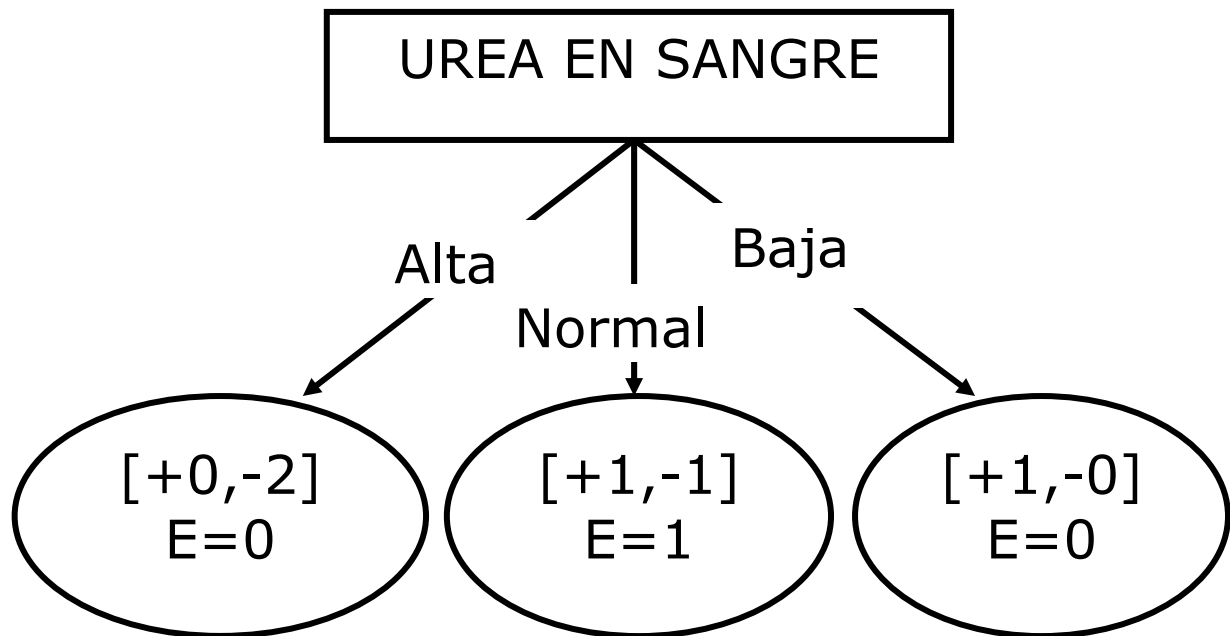 UREA EN SANGRE
Alta
Normal
Baja
[+0,-2]
E=0
[+1,-1]
E=1
[+1,-0]
E=0